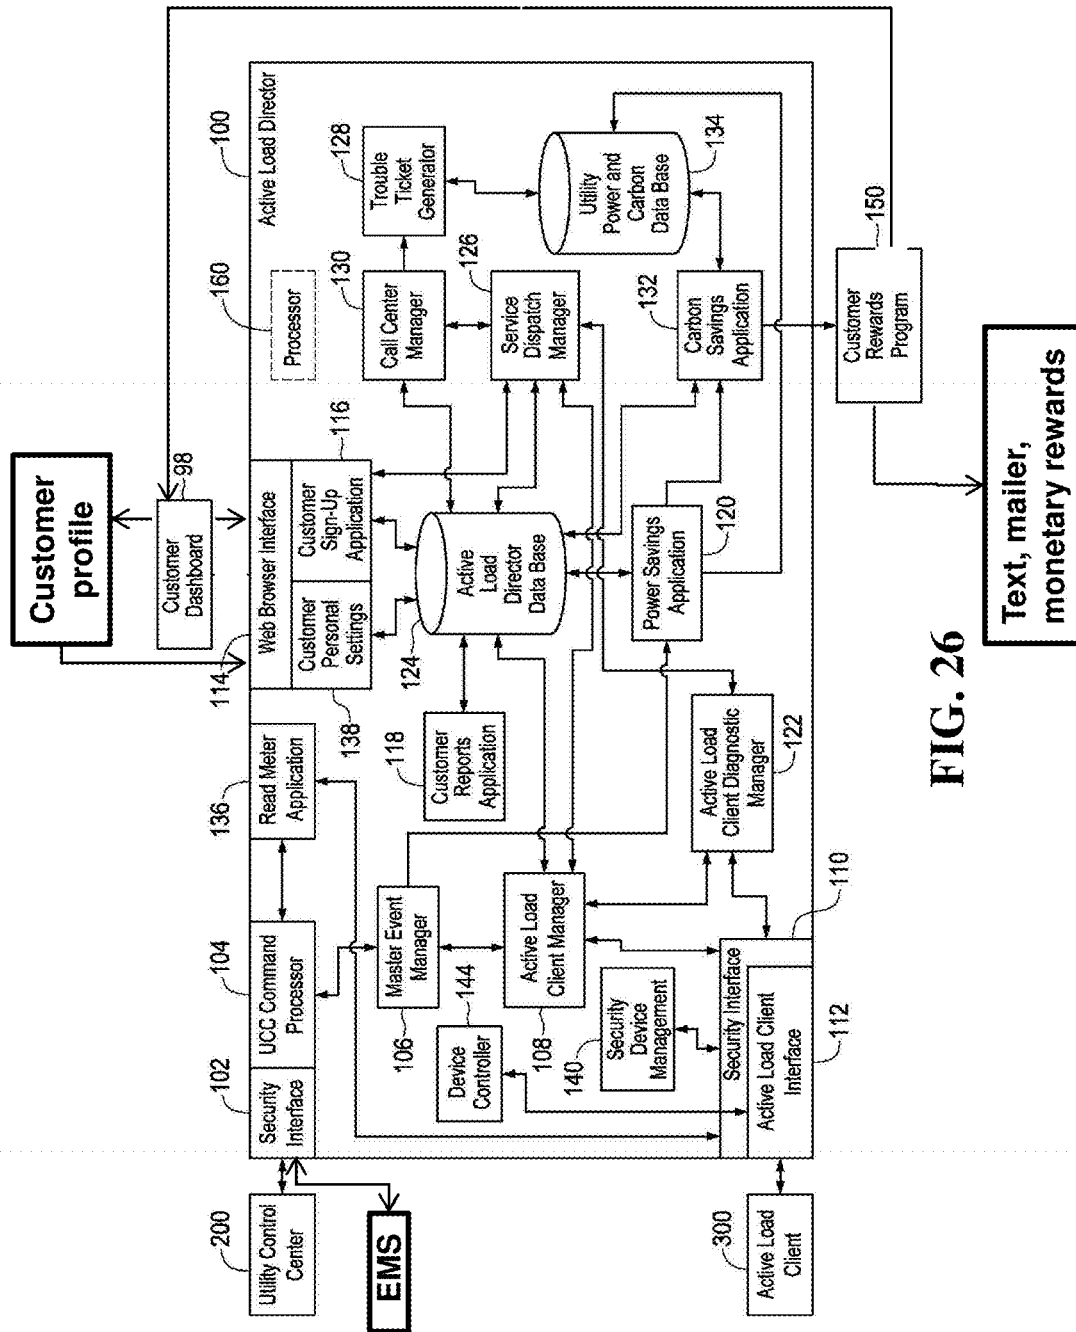 Customer
profile
98
Customer
Dashboard
100
Active Load Director
160
Processor
128
Trouble
Ticket
Generator
130
Call Center
Manager
126
Service
Dispatch
Manager
Utility
Power and
Carbon
Data Base
134
132
Carbon
Savings
Application
150
Customer
Rewards
Program
Text, mailer,
monetary rewards
114
Web Browser Interface
116
Customer
Sign-Up
Application
Customer
Personal
Settings
138
124
Active
Load
Director
Data Base
118
Customer
Reports
Application
120
Power Savings
Application
136
Read Meter
Application
104
UCC Command
Processor
102
Security
Interface
106
Master Event
Manager
144
Device
Controller
108
Active Load
Client Manager
140
Security
Device
Management
122
Active Load
Client Diagnostic
Manager
110
Security Interface
112
Active Load Client
Interface
200
Utility Control
Center
EMS
300
Active Load
Client
FIG. 26